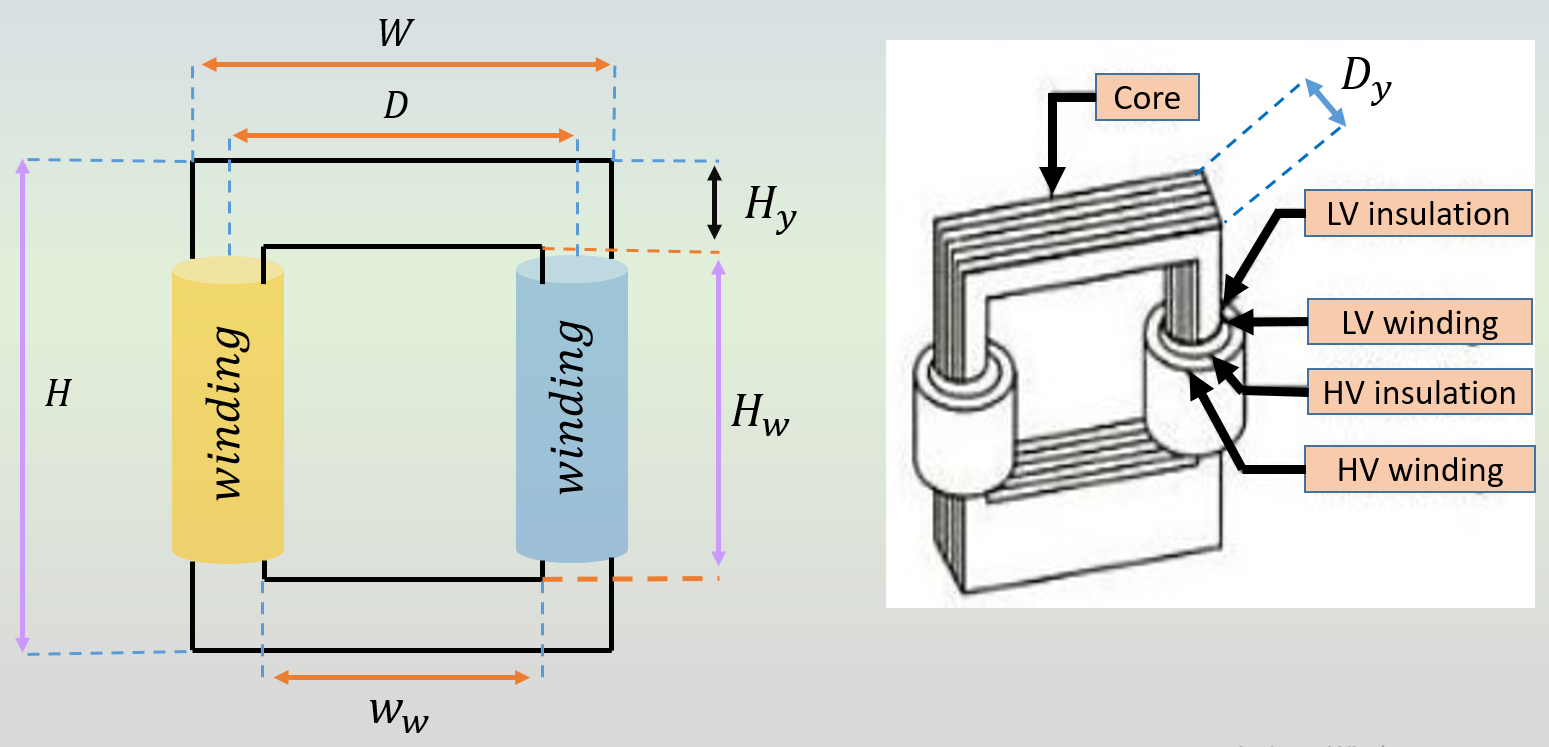 W
D
H
winding
winding
H_y
H_w
w_w
Core
D_y
LV insulation
LV winding
HV insulation
HV winding